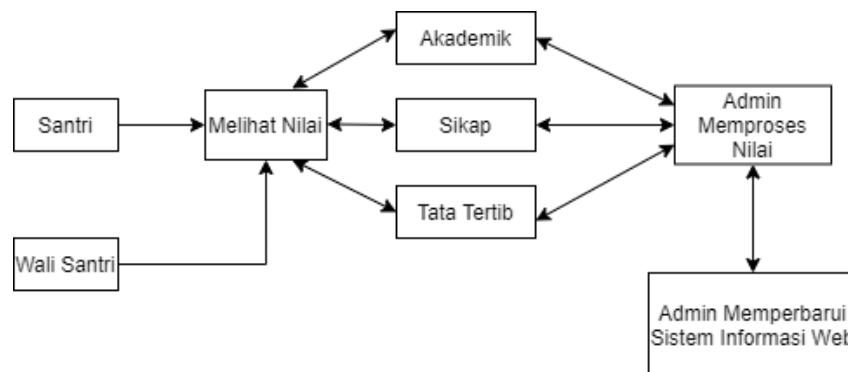 Akademik
Santri
Melihat Nilai
Sikap
Admin
Memproses
Nilai
Tata Tertib
Wali Santri
Admin Memperbarui
Sistem Informasi Web